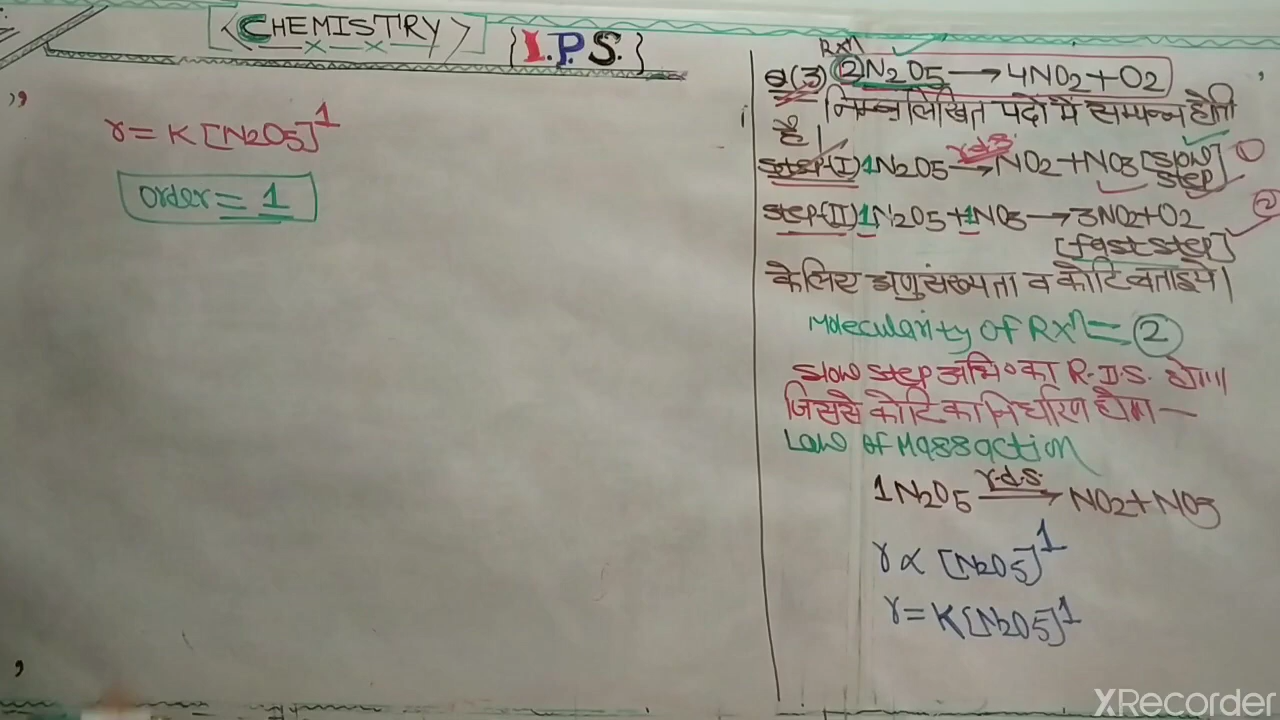 CHEMISTRY
{I.P.S.}
r = K [N2O5]^1
Order = 1
Rxn
Q(3) 2N2O5 → 4NO2 + O2
निम्न लिखित पदों में सम्पन्न होती
है।
Step(I) 1N2O5 →r.d.s NO2 + NO3 [Slow Step] 1
Step(II) 1N2O5 + 1NO3 → 3NO2 + O2 2
[fast step]
के लिए अणुसंख्यता व कोटि बताइये।
Molecularity of Rxn = 2
Slow Step अभि० का R.D.S. होगा।
जिससे कोटि का निर्धारण होगा —
Law of Mass action
1N2O5 →r.d.s. NO2 + NO3
r ∝ [N2O5]^1
r = K [N2O5]^1
XRecorder